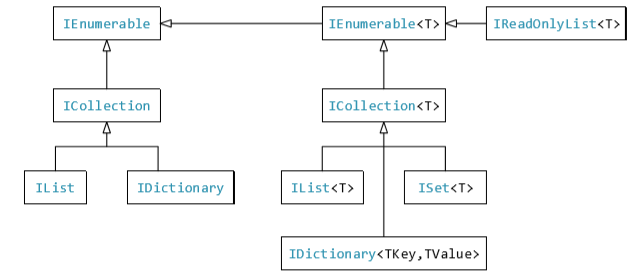 IEnumerable
IEnumerable<T>
IReadOnlyList<T>
ICollection
ICollection<T>
IList
IDictionary
IList<T>
ISet<T>
IDictionary<TKey,TValue>